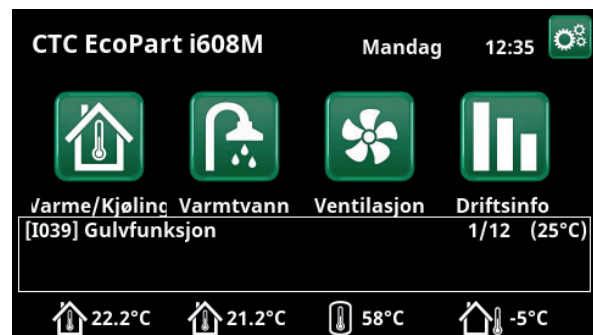 CTC EcoPart i608M Mandag 12:35
Varme/Kjøling Varmtvann Ventilasjon Driftsinfo
[I039] Gulvfunksjon 1/12 (25°C)
22.2°C 21.2°C 58°C -5°C